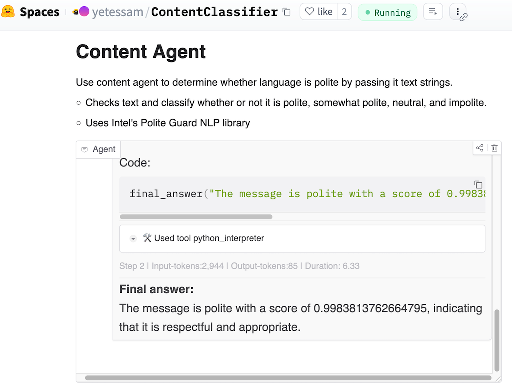 Spaces yetessam/ContentClassifier like 2 Running
Content Agent
Use content agent to determine whether language is polite by passing it text strings.
Checks text and classify whether or not it is polite, somewhat polite, neutral, and impolite.
Uses Intel's Polite Guard NLP library
Agent
Code:
final_answer("The message is polite with a score of 0.9983
🛠 Used tool python_interpreter
Step 2 | Input-tokens:2,944 | Output-tokens:85 | Duration: 6.33
Final answer:
The message is polite with a score of 0.9983813762664795, indicating
that it is respectful and appropriate.